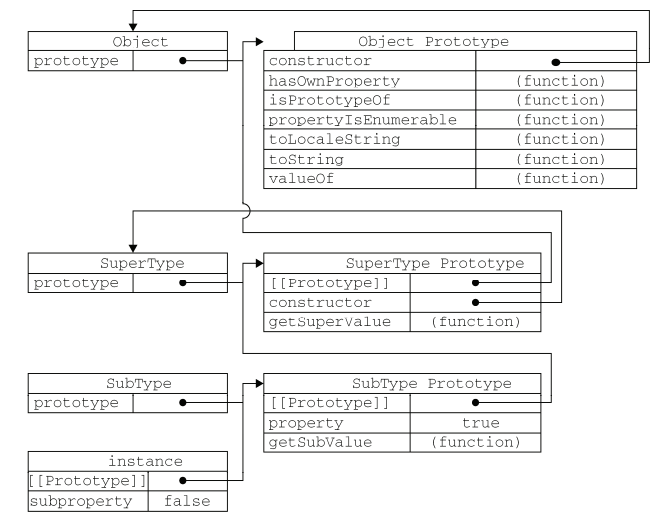 Object
prototype
Object Prototype
constructor
hasOwnProperty (function)
isPrototypeOf (function)
propertyIsEnumerable (function)
toLocaleString (function)
toString (function)
valueOf (function)
SuperType
prototype
SuperType Prototype
[[Prototype]]
constructor
getSuperValue (function)
SubType
prototype
SubType Prototype
[[Prototype]]
property true
getSubValue (function)
instance
[[Prototype]]
subproperty false